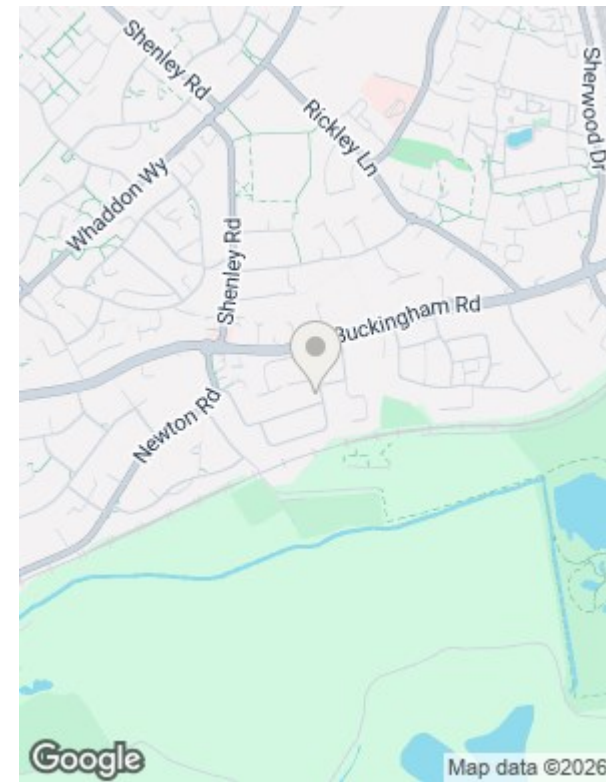 Shenley Rd
Rickley Ln
Sherwood Dr
Whaddon Wy
Shenley Rd
Buckingham Rd
Newton Rd
Google
Map data ©2026